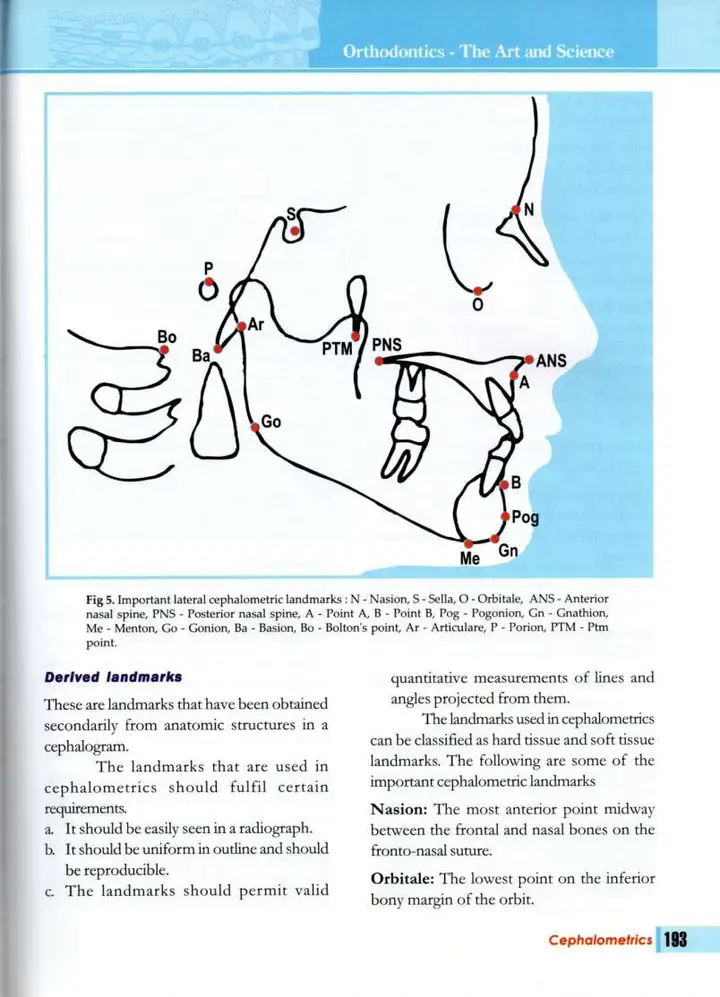 Orthodontics - The Art and Science
S
N
P
O
Bo
Ar
Ba
PTM
PNS
ANS
A
Go
B
Pog
Gn
Me
Fig 5. Important lateral cephalometric landmarks : N - Nasion, S - Sella, O - Orbitale, ANS - Anterior
nasal spine, PNS - Posterior nasal spine, A - Point A, B - Point B, Pog - Pogonion, Gn - Gnathion,
Me - Menton, Go - Gonion, Ba - Basion, Bo - Bolton's point, Ar - Articulare, P - Porion, PTM - Ptm
point.
Derived landmarks
These are landmarks that have been obtained
secondarily from anatomic structures in a
cephalogram.
The landmarks that are used in
cephalometrics should fulfil certain
requirements.
a. It should be easily seen in a radiograph.
b. It should be uniform in outline and should
be reproducible.
c. The landmarks should permit valid
quantitative measurements of lines and
angles projected from them.
The landmarks used in cephalometrics
can be classified as hard tissue and soft tissue
landmarks. The following are some of the
important cephalometric landmarks
Nasion: The most anterior point midway
between the frontal and nasal bones on the
fronto-nasal suture.
Orbitale: The lowest point on the inferior
bony margin of the orbit.
Cephalometrics 193